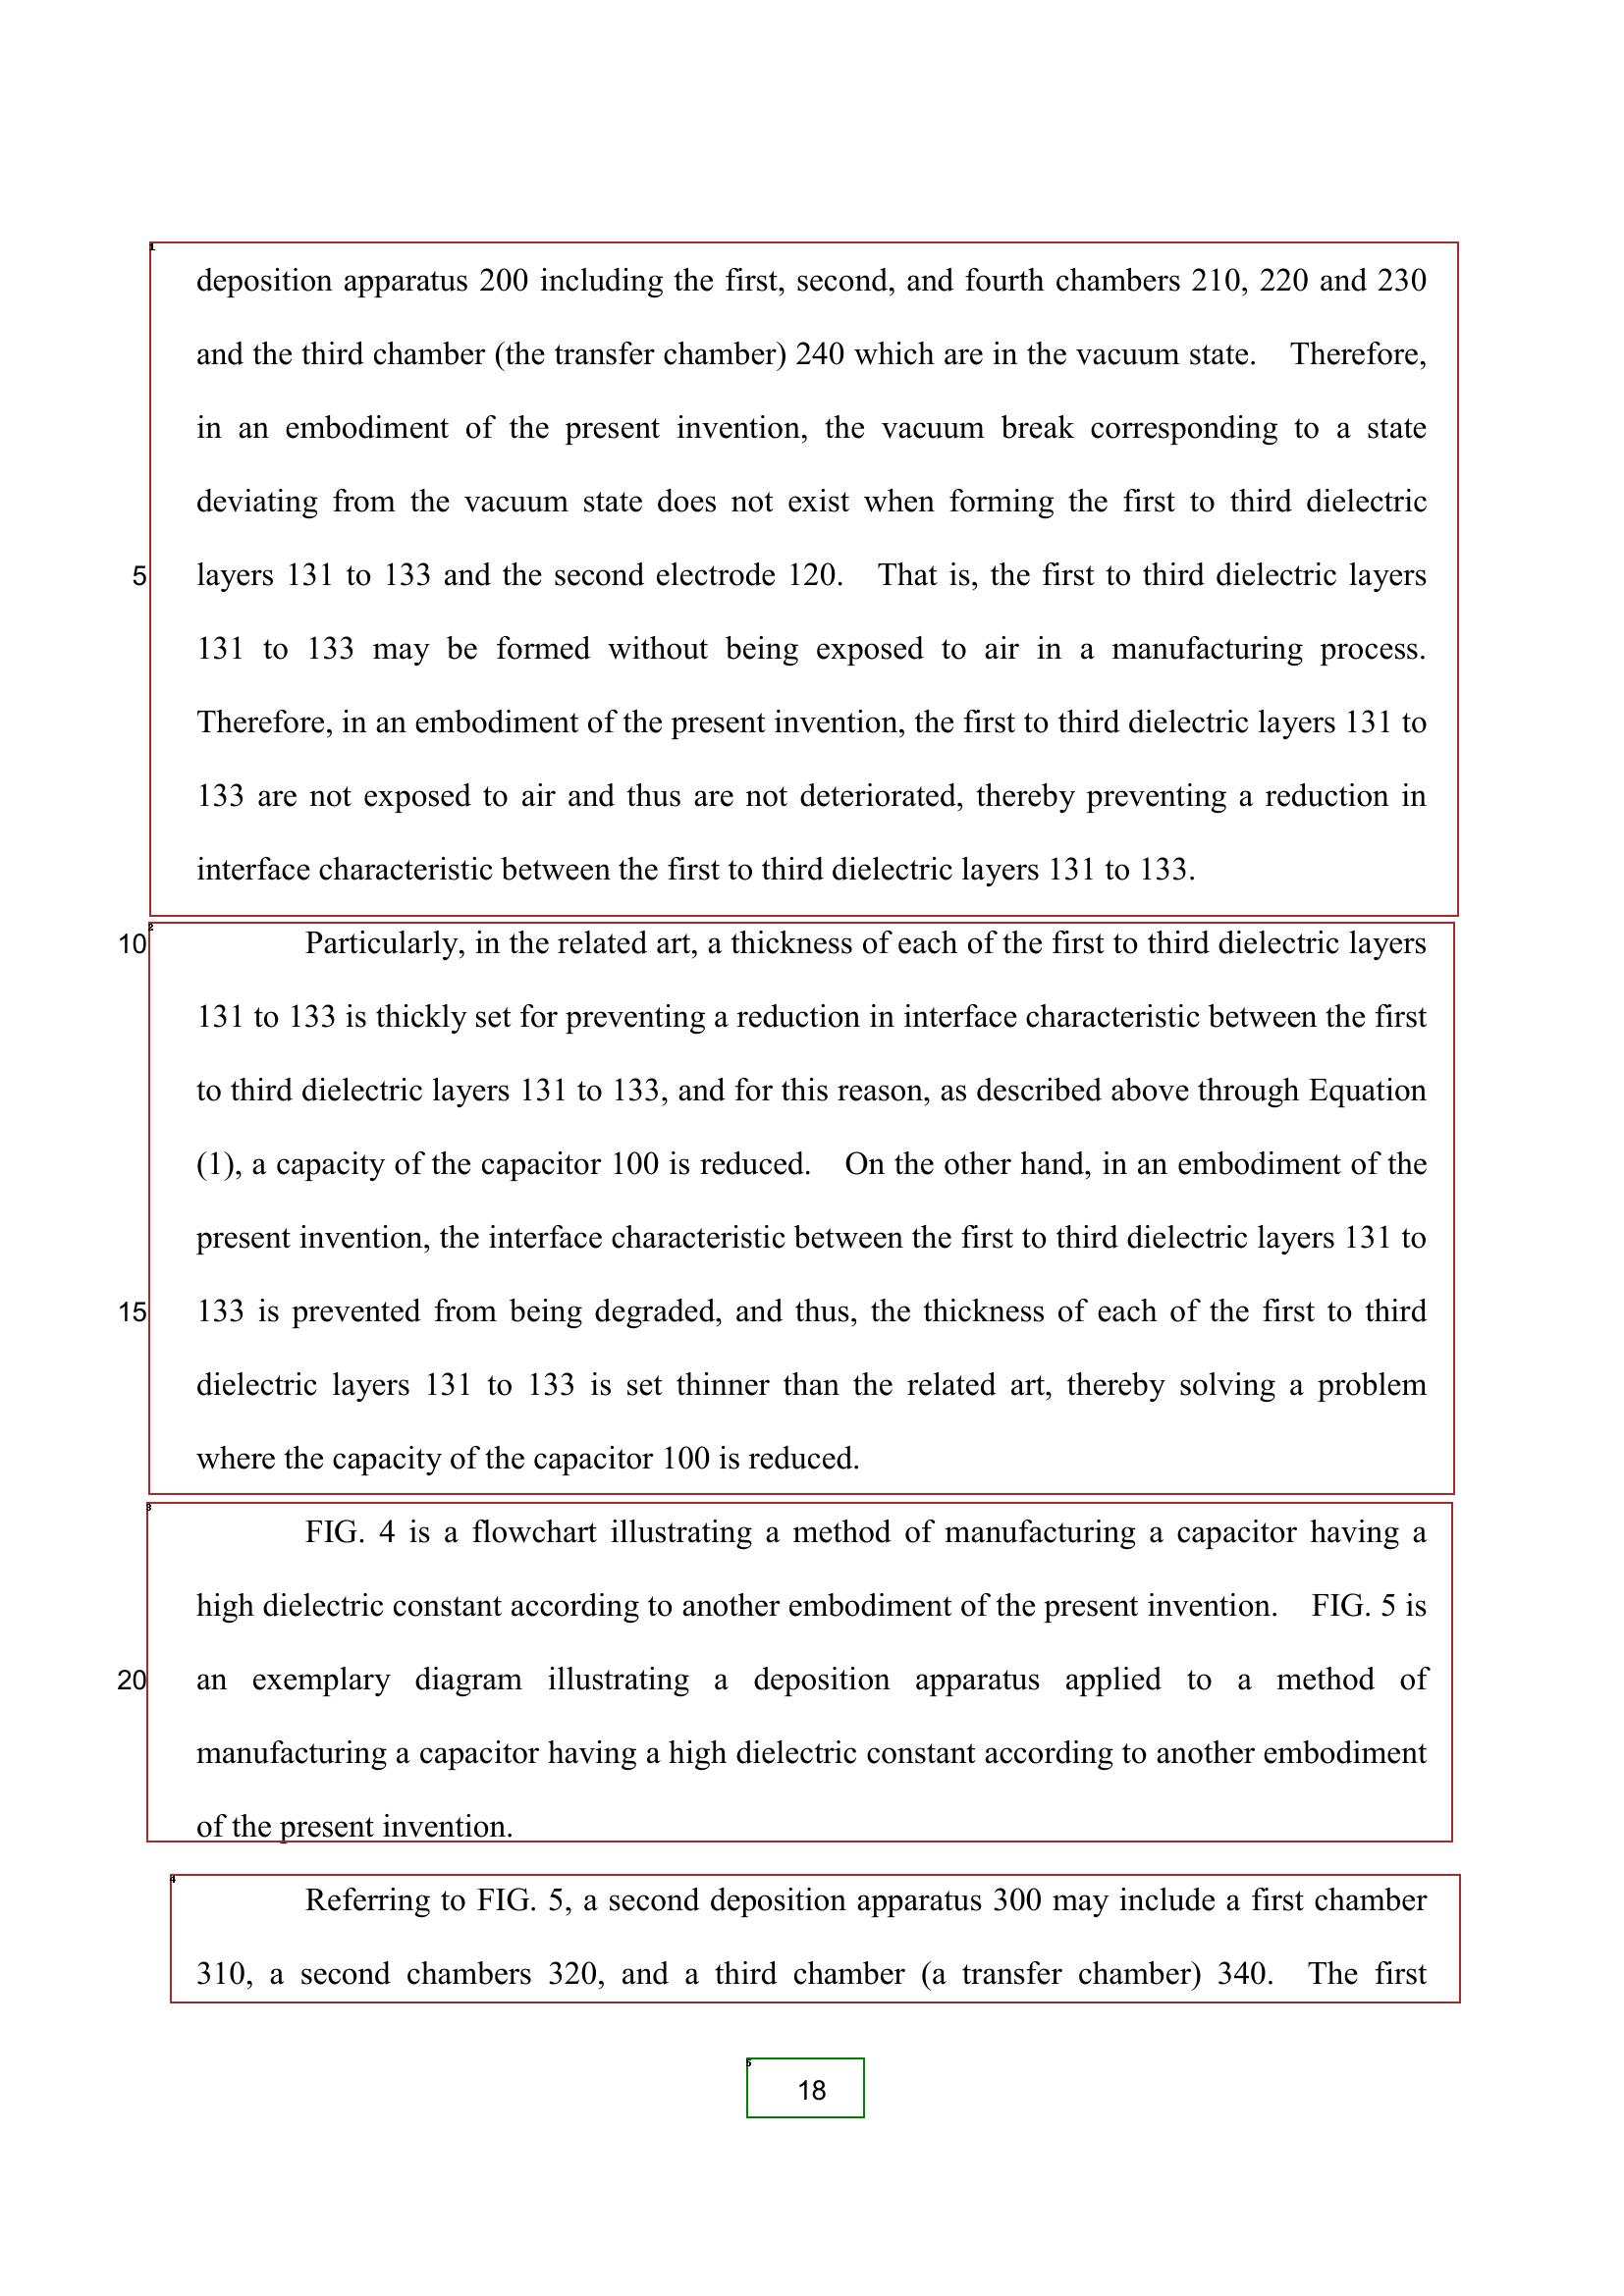 1
deposition apparatus 200 including the first, second, and fourth chambers 210, 220 and 230
and the third chamber (the transfer chamber) 240 which are in the vacuum state. Therefore,
in an embodiment of the present invention, the vacuum break corresponding to a state
deviating from the vacuum state does not exist when forming the first to third dielectric
5 layers 131 to 133 and the second electrode 120. That is, the first to third dielectric layers
131 to 133 may be formed without being exposed to air in a manufacturing process.
Therefore, in an embodiment of the present invention, the first to third dielectric layers 131 to
133 are not exposed to air and thus are not deteriorated, thereby preventing a reduction in
interface characteristic between the first to third dielectric layers 131 to 133.
2
10 Particularly, in the related art, a thickness of each of the first to third dielectric layers
131 to 133 is thickly set for preventing a reduction in interface characteristic between the first
to third dielectric layers 131 to 133, and for this reason, as described above through Equation
(1), a capacity of the capacitor 100 is reduced. On the other hand, in an embodiment of the
present invention, the interface characteristic between the first to third dielectric layers 131 to
15 133 is prevented from being degraded, and thus, the thickness of each of the first to third
dielectric layers 131 to 133 is set thinner than the related art, thereby solving a problem
where the capacity of the capacitor 100 is reduced.
3
FIG. 4 is a flowchart illustrating a method of manufacturing a capacitor having a
high dielectric constant according to another embodiment of the present invention. FIG. 5 is
20 an exemplary diagram illustrating a deposition apparatus applied to a method of
manufacturing a capacitor having a high dielectric constant according to another embodiment
of the present invention.
4
Referring to FIG. 5, a second deposition apparatus 300 may include a first chamber
310, a second chambers 320, and a third chamber (a transfer chamber) 340. The first
5
18